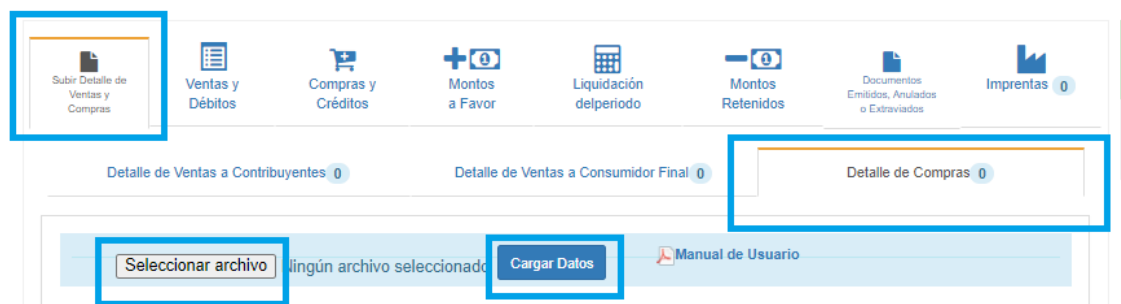 Subir Detalle de
Ventas y
Compras
Ventas y
Débitos
Compras y
Créditos
Montos
a Favor
Liquidación
delperiodo
Montos
Retenidos
Documentos
Emitidos, Anulados
o Extraviados
Imprentas 0
Detalle de Ventas a Contribuyentes 0
Detalle de Ventas a Consumidor Final 0
Detalle de Compras 0
Seleccionar archivo Ningún archivo seleccionado
Cargar Datos
Manual de Usuario